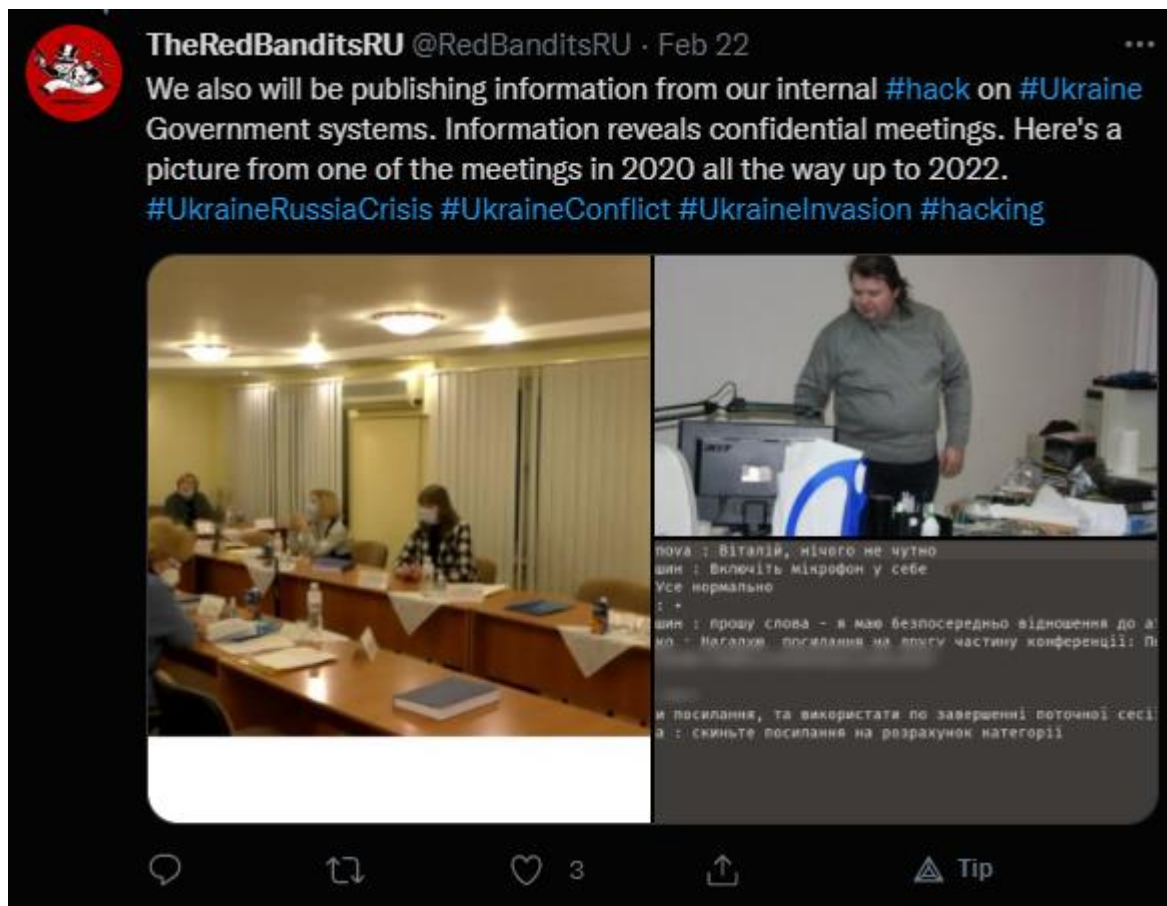 TheRedBanditsRU @RedBanditsRU · Feb 22
We also will be publishing information from our internal #hack on #Ukraine
Government systems. Information reveals confidential meetings. Here's a
picture from one of the meetings in 2020 all the way up to 2022.
#UkraineRussiaCrisis #UkraineConflict #UkraineInvasion #hacking
acer
nova : Віталій, нічого не чутно
шин : Включіть мікрофон у себе
Усе нормально
: +
шин : прошу слова - я маю безпосередньо відношення до
ко : Нагадую, посилання на другу частину конференції:
и посилання, та використати по завершенні поточної сесі
а : скиньте посилання на розрахунок категорії
3
Tip